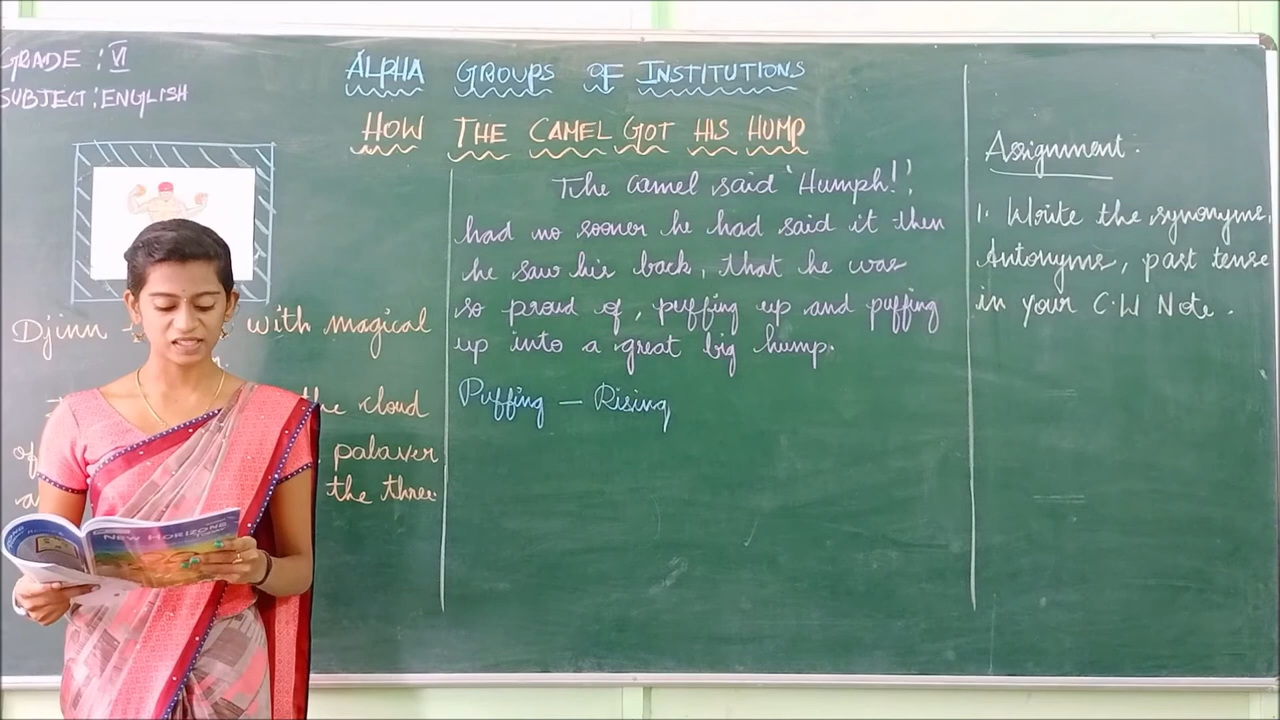 GRADE : VI
SUBJECT : ENGLISH
ALPHA GROUPS OF INSTITUTIONS
HOW THE CAMEL GOT HIS HUMP
Djinn - with magical
the cloud
of palaver
the three
The Camel said 'Humph!',
had no sooner he had said it then
he saw his back, that he was
so proud of, puffing up and puffing
up into a great big hump.
Puffing — Rising
Assignment.
1. Write the synonyms,
Antonyms, past tense
in your C.W Note.
NEW HORIZONS